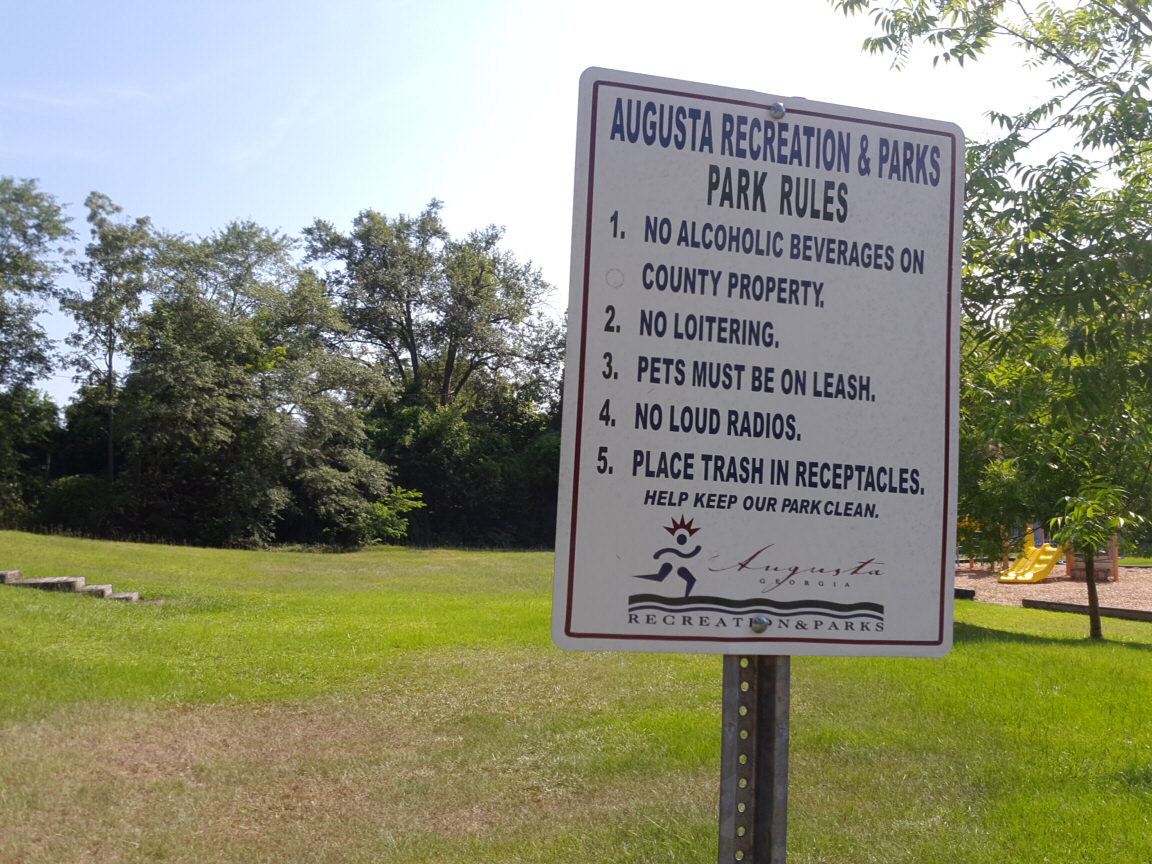 AUGUSTA RECREATION & PARKS
PARK RULES
1. NO ALCOHOLIC BEVERAGES ON
COUNTY PROPERTY.
2. NO LOITERING.
3. PETS MUST BE ON LEASH.
4. NO LOUD RADIOS.
5. PLACE TRASH IN RECEPTACLES.
HELP KEEP OUR PARK CLEAN.
Augusta
GEORGIA
RECREATION & PARKS